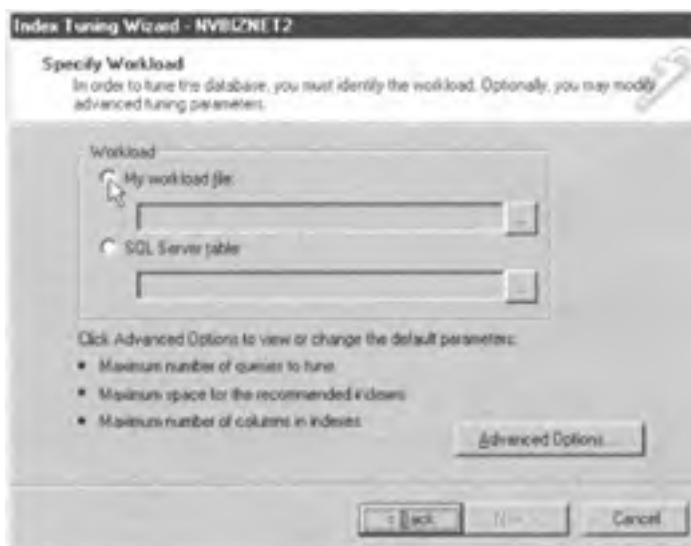 Index Tuning Wizard - NVBIZNET2
Specify Workload
In order to tune the database, you must identify the workload. Optionally, you may modify
advanced tuning parameters.
Workload
My workload file:
...
SQL Server table:
...
Click Advanced Options to view or change the default parameters:
• Maximum number of queries to tune
• Maximum space for the recommended indexes
• Maximum number of columns in indexes
Advanced Options...
< Back
Cancel